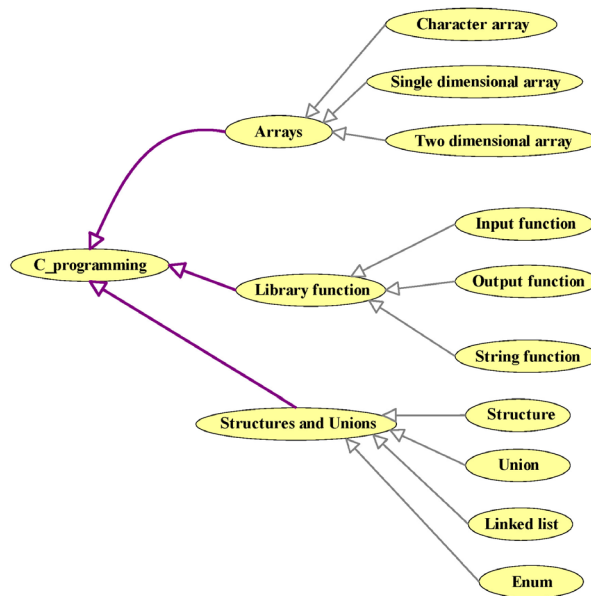 Character array
Single dimensional array
Arrays
Two dimensional array
Input function
C_programming
Library function
Output function
String function
Structures and Unions
Structure
Union
Linked list
Enum